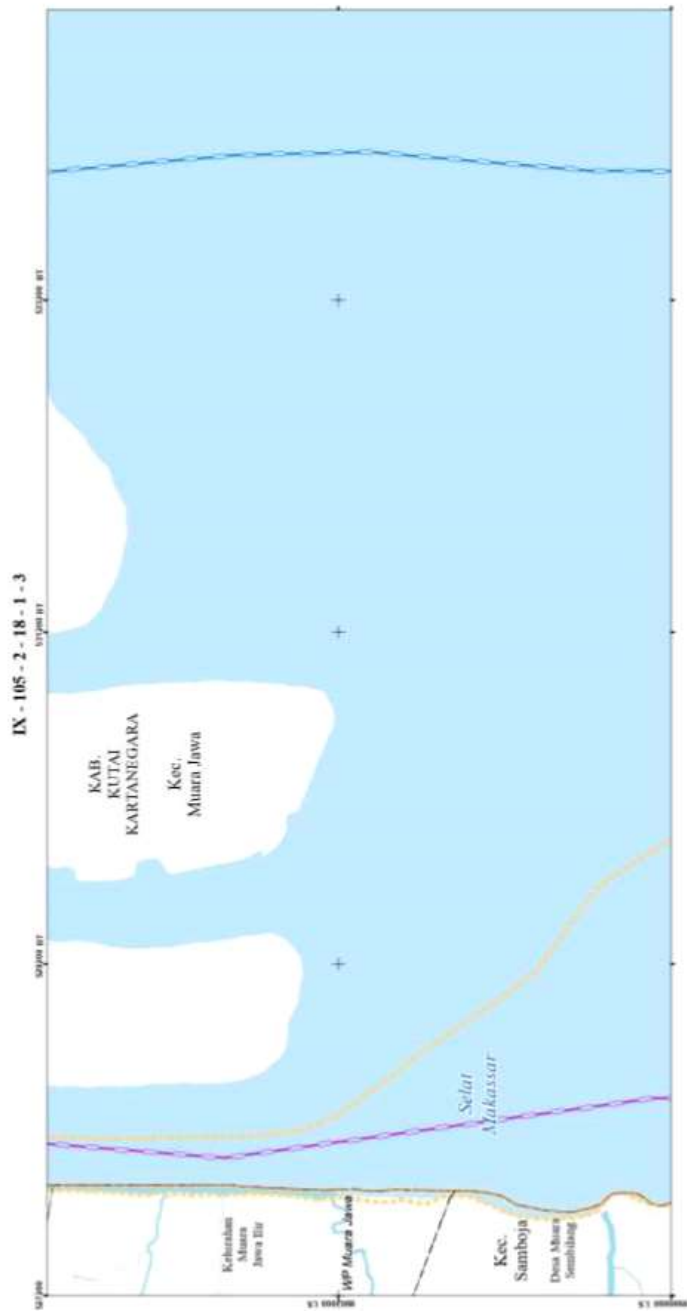 IX - 105 - 2 - 18 - 1 - 3
KAB.
KUTAI
KARTANEGARA
Kec.
Muara Jawa
Selat
Makassar
Kelurahan
Muara
Jawa Ilir
WP Muara Jawa
Kec.
Samboja
Desa Muara
Sembilang